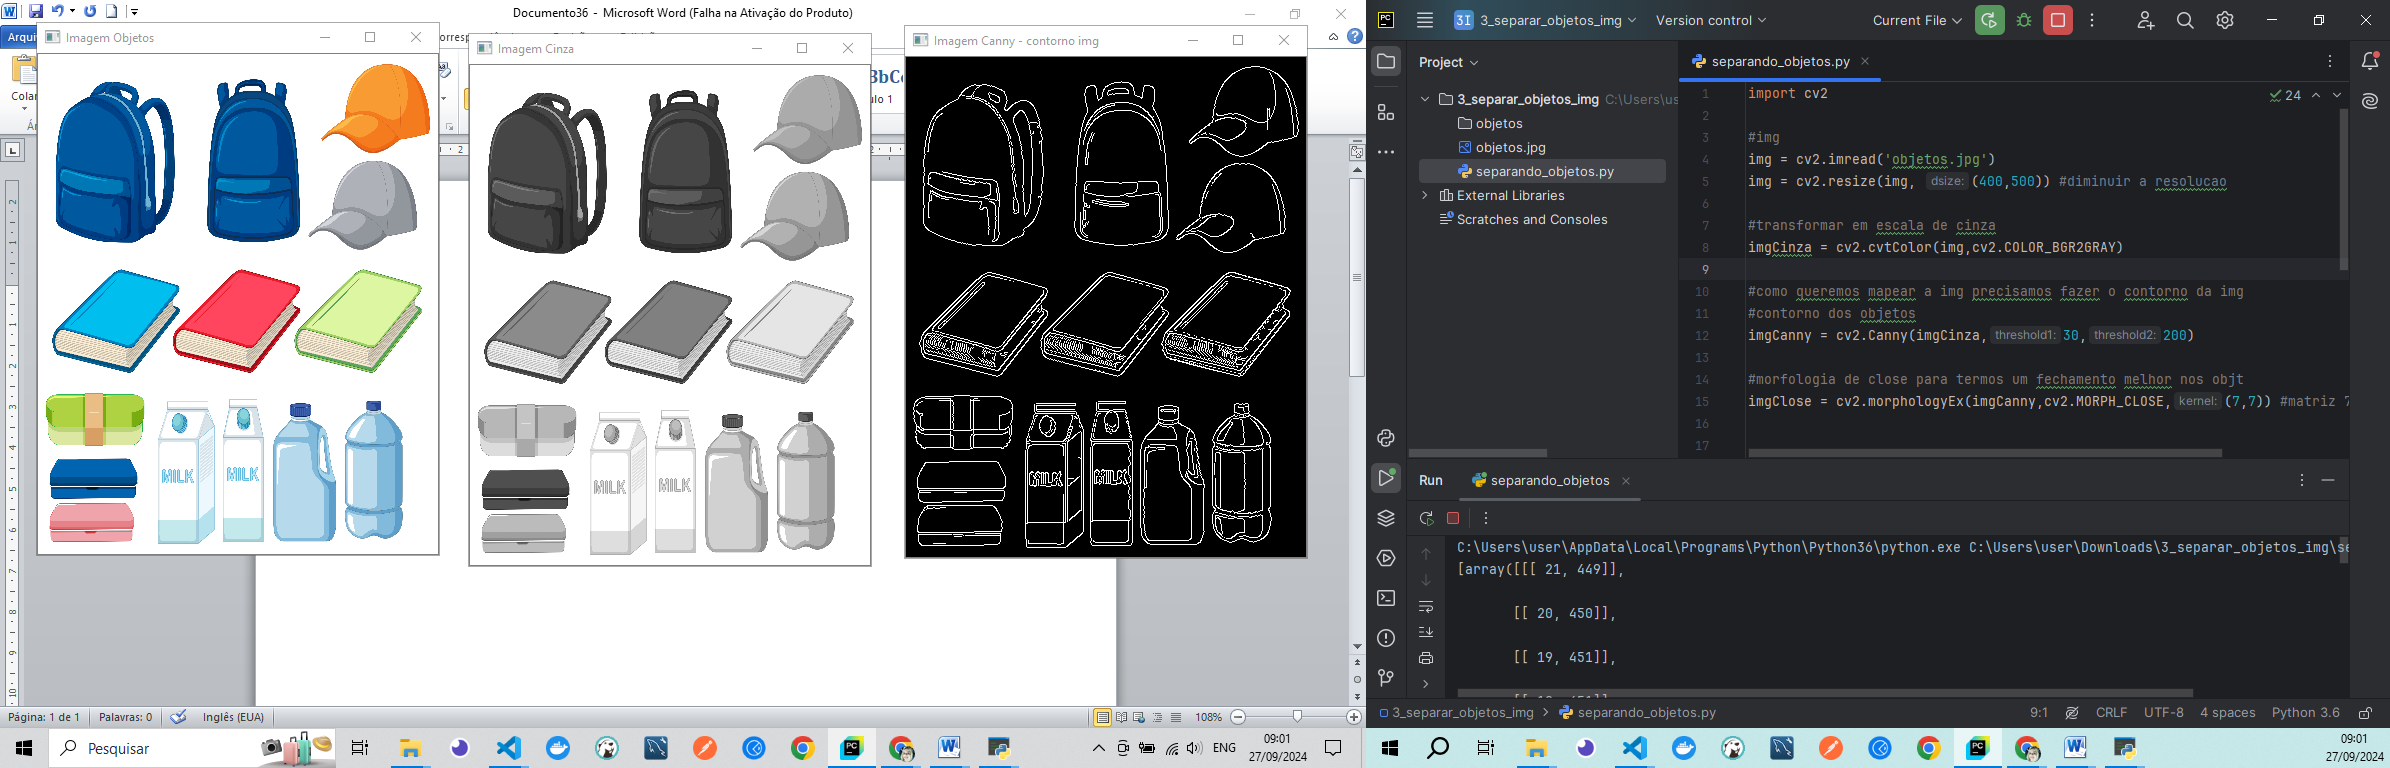 Documento36 - Microsoft Word (Falha na Ativação do Produto)
Arqui
Imagem Objetos
Imagem Cinza
Imagem Canny - contorno img
Colar
MILK
MILK
MILK
MILK
MILK
MILK
Página: 1 de 1
Palavras: 0
Inglês (EUA)
108%
Pesquisar
ENG
09:01
27/09/2024
3I 3_separar_objetos_img
Version control
Current File
Project
3_separar_objetos_img C:\Users\us
objetos
objetos.jpg
separando_objetos.py
External Libraries
Scratches and Consoles
separando_objetos.py
24
1 import cv2
2
3 #img
4 img = cv2.imread('objetos.jpg')
5 img = cv2.resize(img, dsize: (400,500)) #diminuir a resolucao
6
7 #transformar em escala de cinza
8 imgCinza = cv2.cvtColor(img,cv2.COLOR_BGR2GRAY)
9
10 #como queremos mapear a img precisamos fazer o contorno da img
11 #contorno dos objetos
12 imgCanny = cv2.Canny(imgCinza, threshold1: 30, threshold2: 200)
13
14 #morfologia de close para termos um fechamento melhor nos objt
15 imgClose = cv2.morphologyEx(imgCanny,cv2.MORPH_CLOSE, kernel: (7,7)) #matriz 7
16
17
Run
separando_objetos
C:\Users\user\AppData\Local\Programs\Python\Python36\python.exe C:\Users\user\Downloads\3_separar_objetos_img\se
[array([[[ 21, 449]],
[[ 20, 450]],
[[ 19, 451]],
3_separar_objetos_img > separando_objetos.py
9:1
CRLF
UTF-8
4 spaces
Python 3.6
09:01
27/09/2024